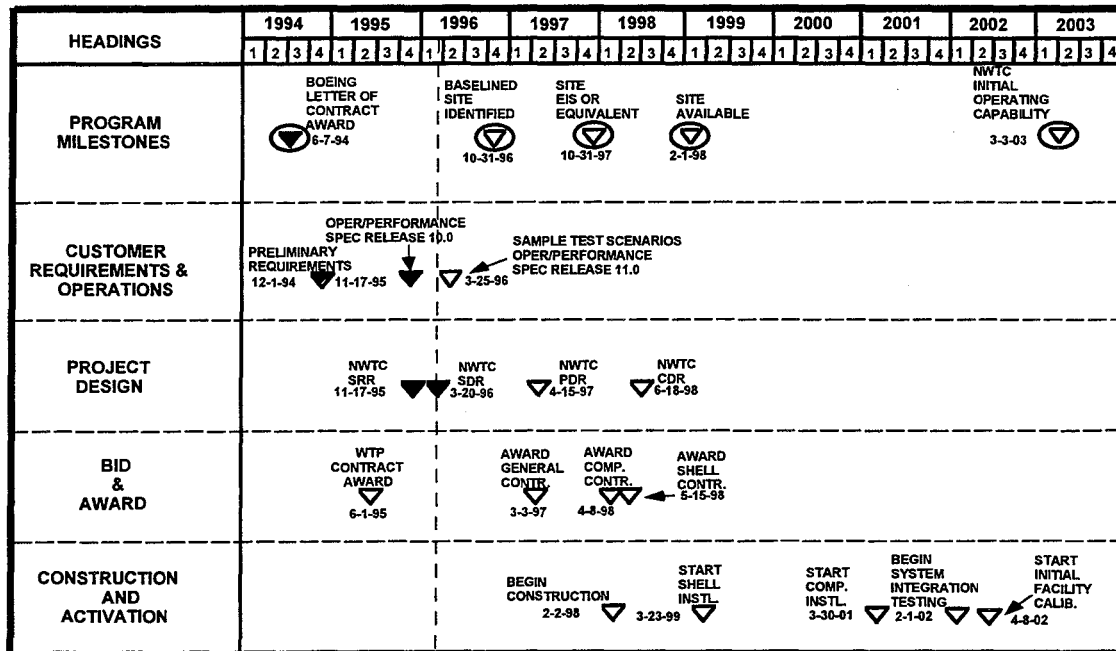 HEADINGS
1994 1995 1996 1997 1998 1999 2000 2001 2002 2003
1 2 3 4 1 2 3 4 1 2 3 4 1 2 3 4 1 2 3 4 1 2 3 4 1 2 3 4 1 2 3 4 1 2 3 4 1 2 3 4
PROGRAM
MILESTONES
BOEING
LETTER OF
CONTRACT
AWARD
6-7-94
BASELINED
SITE
IDENTIFIED
10-31-96
SITE
EIS OR
EQUIVALENT
10-31-97
SITE
AVAILABLE
2-1-98
NWTC
INITIAL
OPERATING
CAPABILITY
3-3-03
CUSTOMER
REQUIREMENTS &
OPERATIONS
PRELIMINARY
REQUIREMENTS
12-1-94
OPER/PERFORMANCE
SPEC RELEASE 10.0
11-17-95
SAMPLE TEST SCENARIOS
OPER/PERFORMANCE
SPEC RELEASE 11.0
3-25-96
PROJECT
DESIGN
NWTC
SRR
11-17-95
NWTC
SDR
3-20-96
NWTC
PDR
4-15-97
NWTC
CDR
6-18-98
BID
&
AWARD
WTP
CONTRACT
AWARD
6-1-95
AWARD
GENERAL
CONTR.
3-3-97
AWARD
COMP.
CONTR.
4-8-98
AWARD
SHELL
CONTR.
5-15-98
CONSTRUCTION
AND
ACTIVATION
BEGIN
CONSTRUCTION
2-2-98
START
SHELL
INSTL.
3-23-99
START
COMP.
INSTL.
3-30-01
BEGIN
SYSTEM
INTEGRATION
TESTING
2-1-02
START
INITIAL
FACILITY
CALIB.
4-8-02